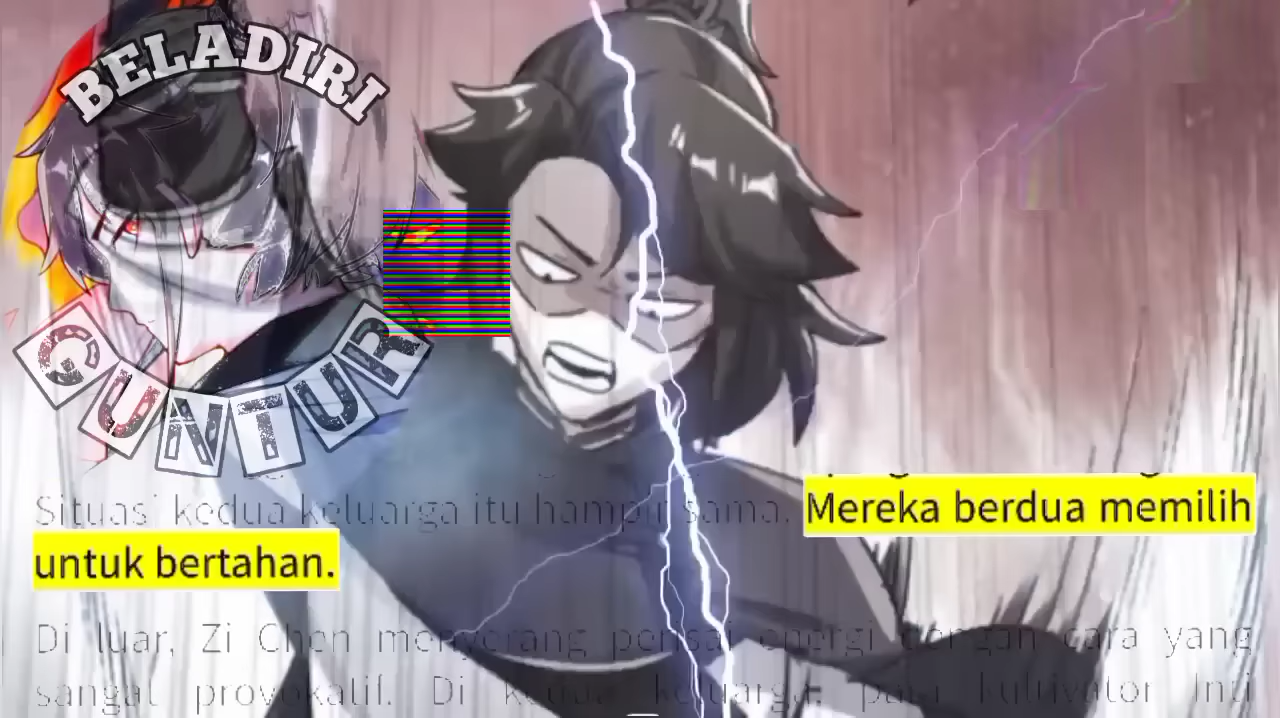 BELADIRI
GUNTUR
Situasi kedua keluarga itu hampir sama. Mereka berdua memilih
untuk bertahan.
Di luar, Zi Chen menyerang perisai energi dengan cara yang
sangat provokatif. Di kedua keluarga, para kultivator Inti